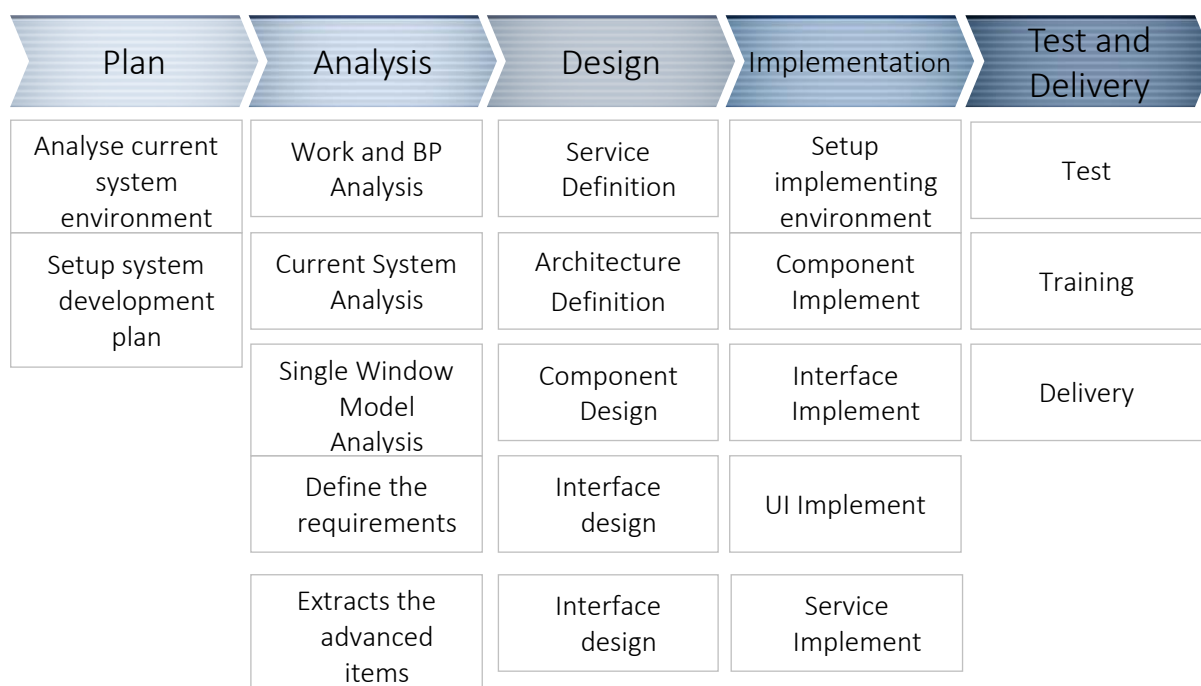 Plan
Analysis
Design
Implementation
Test and
Delivery
Analyse current
system
environment
Setup system
development
plan
Work and BP
Analysis
Current System
Analysis
Single Window
Model
Analysis
Define the
requirements
Extracts the
advanced
items
Service
Definition
Architecture
Definition
Component
Design
Interface
design
Interface
design
Setup
implementing
environment
Component
Implement
Interface
Implement
UI Implement
Service
Implement
Test
Training
Delivery